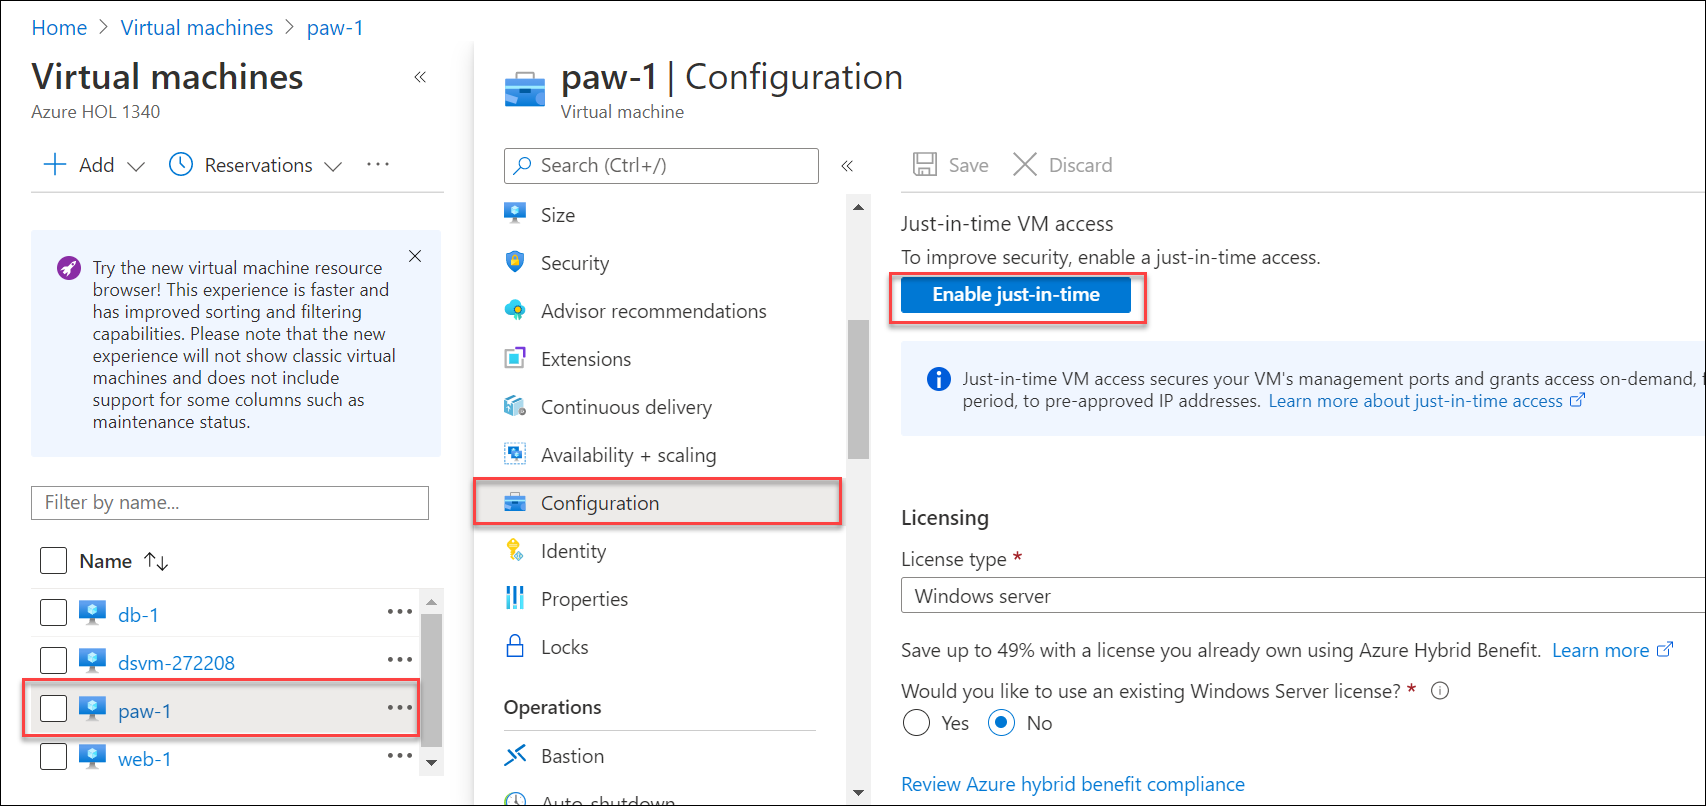 Home > Virtual machines > paw-1
Virtual machines
«
Azure HOL 1340
Add
Reservations
···
Try the new virtual machine resource
browser! This experience is faster and
has improved sorting and filtering
capabilities. Please note that the new
experience will not show classic virtual
machines and does not include
support for some columns such as
maintenance status.
Filter by name...
Name
db-1
dsvm-272208
paw-1
web-1
paw-1 | Configuration
Virtual machine
Search (Ctrl+/)
«
Size
Security
Advisor recommendations
Extensions
Continuous delivery
Availability + scaling
Configuration
Identity
Properties
Locks
Operations
Bastion
Auto-shutdown
Save
Discard
Just-in-time VM access
To improve security, enable a just-in-time access.
Enable just-in-time
Just-in-time VM access secures your VM's management ports and grants access on-demand,
period, to pre-approved IP addresses. Learn more about just-in-time access
Licensing
License type *
Windows server
Save up to 49% with a license you already own using Azure Hybrid Benefit. Learn more
Would you like to use an existing Windows Server license? *
Yes
No
Review Azure hybrid benefit compliance